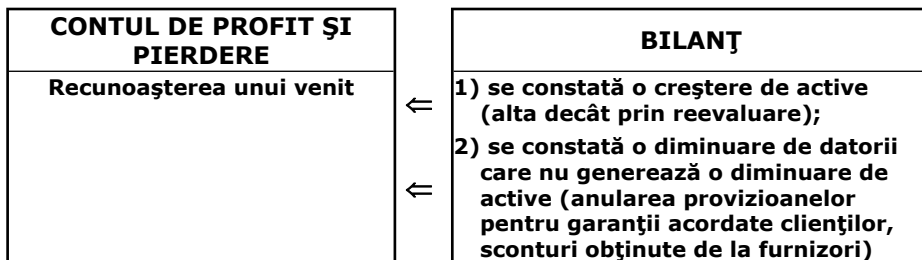 CONTUL DE PROFIT ŞI
PIERDERE
Recunoaşterea unui venit
⇐
⇐
BILANŢ
1) se constată o creştere de active
(alta decât prin reevaluare);
2) se constată o diminuare de datorii
care nu generează o diminuare de
active (anularea provizioanelor
pentru garanţii acordate clienţilor,
sconturi obţinute de la furnizori)